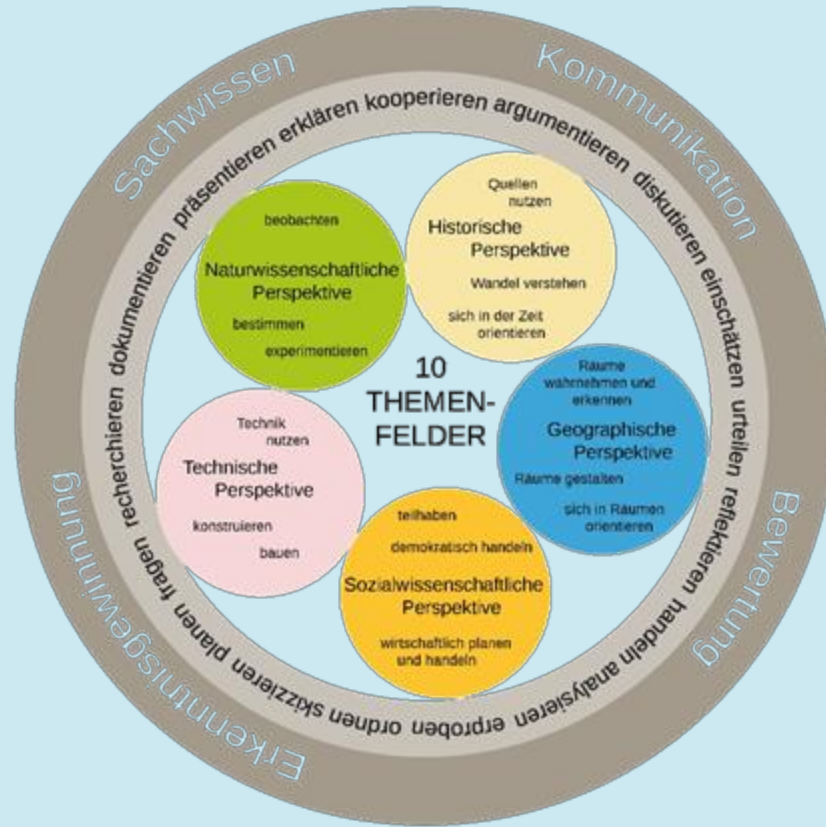 Sachwissen
Kommunikation
Bewertung
Erkenntnisgewinnung
recherchieren dokumentieren präsentieren erklären kooperieren argumentieren diskutieren einschätzen urteilen reflektieren handeln analysieren erproben ordnen skizzieren planen fragen
beobachten
Naturwissenschaftliche
Perspektive
bestimmen
experimentieren
Quellen
nutzen
Historische
Perspektive
Wandel verstehen
sich in der Zeit
orientieren
10
THEMEN-
FELDER
Räume
wahrnehmen und
erkennen
Geographische
Perspektive
Räume gestalten
sich in Räumen
orientieren
Technik
nutzen
Technische
Perspektive
konstruieren
bauen
teilhaben
demokratisch handeln
Sozialwissenschaftliche
Perspektive
wirtschaftlich planen
und handeln